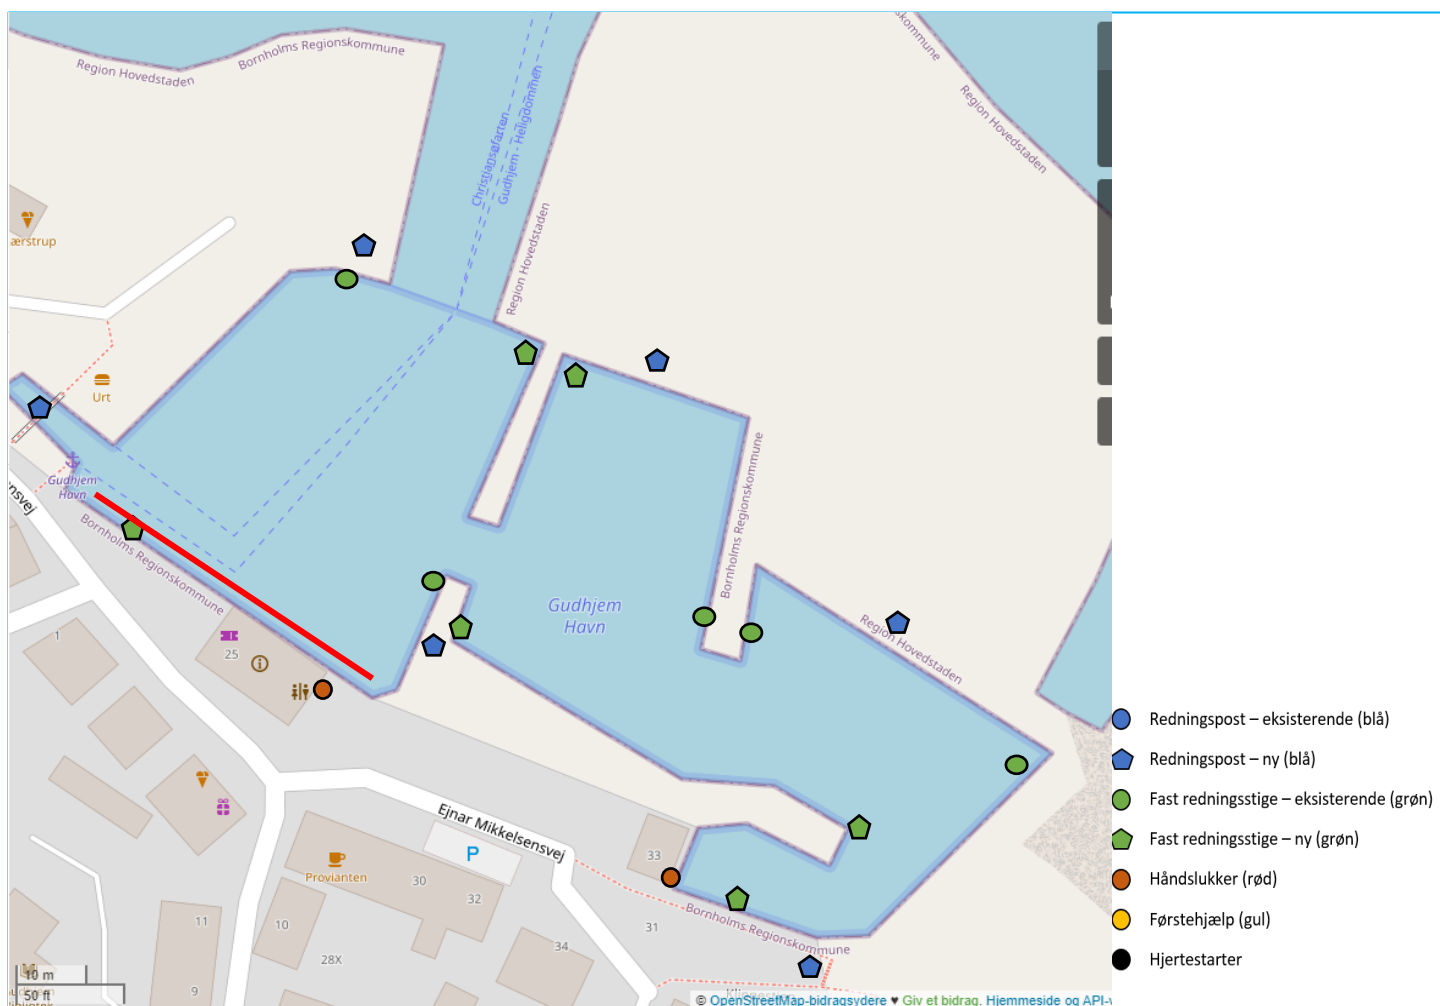 Bornholms Regionskommune
Region Hovedstaden
Christiansøfarten
Gudhjem - Helligdommen
Region Hovedstaden
Region Hovedstaden
ærstrup
Urt
Gudhjem
Havn
Bornholms Regionskommune
Bornholms Regionskommune
Gudhjem
Havn
Region Hovedstaden
1
25
33
Ejnar Mikkelsensvej
P
Provianten
30
32
11
10
28X
34
31
9
Bornholms Regionskommune
10 m
50 ft
© OpenStreetMap-bidragsydere ♥ Giv et bidrag. Hjemmeside og API-v
Redningspost – eksisterende (blå)
Redningspost – ny (blå)
Fast redningsstige – eksisterende (grøn)
Fast redningsstige – ny (grøn)
Håndslukker (rød)
Førstehjælp (gul)
Hjertestarter